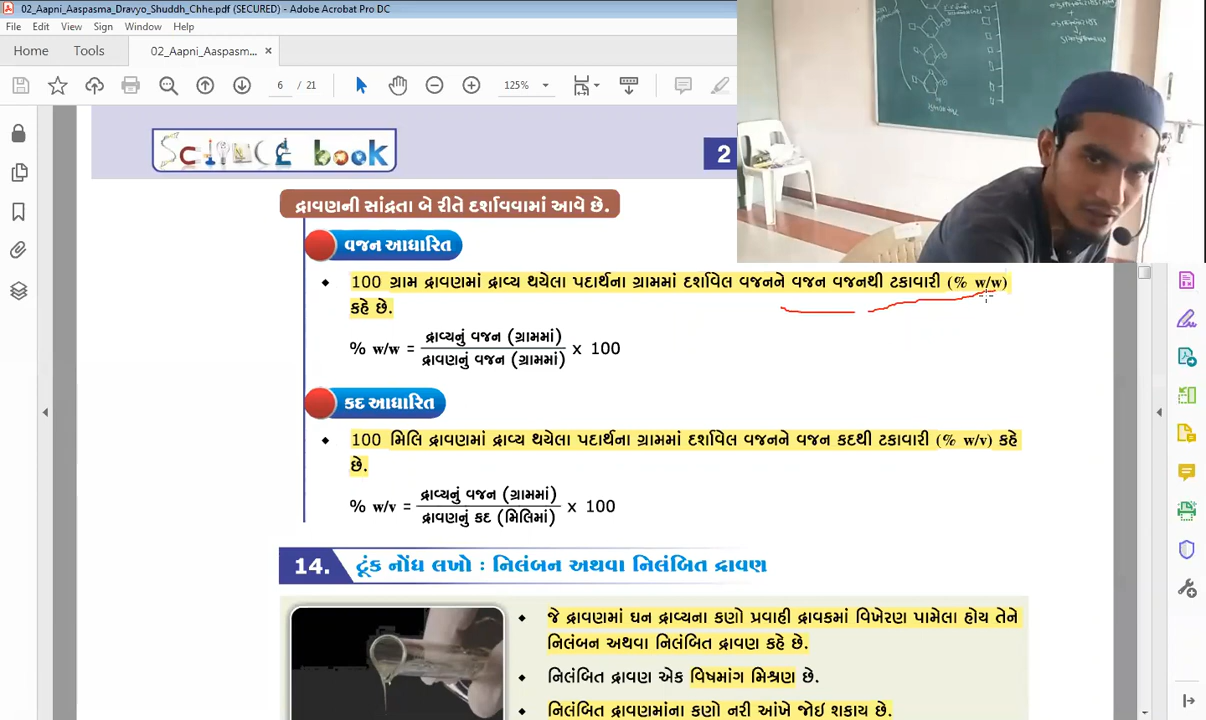 02_Aapni_Aaspasma_Dravyo_Shuddh_Chhe.pdf (SECURED) - Adobe Acrobat Pro DC
File Edit View Window Help
Home Tools 02_Aapni_Aaspasm... ×
6 / 21 125%
Science book
2
દ્રાવણની સાંદ્રતા બે રીતે દર્શાવવામાં આવે છે.
વજન આધારિત
100 ગ્રામ દ્રાવણમાં દ્રાવ્ય થયેલા પદાર્થના ગ્રામમાં દર્શાવેલ વજનને વજન વજનથી ટકાવારી (% w/w)
કહે છે.
% w/w = દ્રાવ્યનું વજન (ગ્રામમાં) x 100
દ્રાવણનું વજન (ગ્રામમાં)
કદ આધારિત
100 મિલિ દ્રાવણમાં દ્રાવ્ય થયેલા પદાર્થના ગ્રામમાં દર્શાવેલ વજનને વજન કદથી ટકાવારી (% w/v) કહે
છે.
% w/v = દ્રાવ્યનું વજન (ગ્રામમાં) x 100
દ્રાવણનું કદ (મિલિમાં)
14. ટૂંક નોંધ લખો : નિલંબન અથવા નિલંબિત દ્રાવણ
જે દ્રાવણમાં ઘન દ્રાવ્યના કણો પ્રવાહી દ્રાવકમાં વિખેરણ પામેલા હોય તેને
નિલંબન અથવા નિલંબિત દ્રાવણ કહે છે.
નિલંબિત દ્રાવણ એક વિષમાંગ મિશ્રણ છે.
નિલંબિત દ્રાવણમાંના કણો નરી આંખે જોઈ શકાય છે.